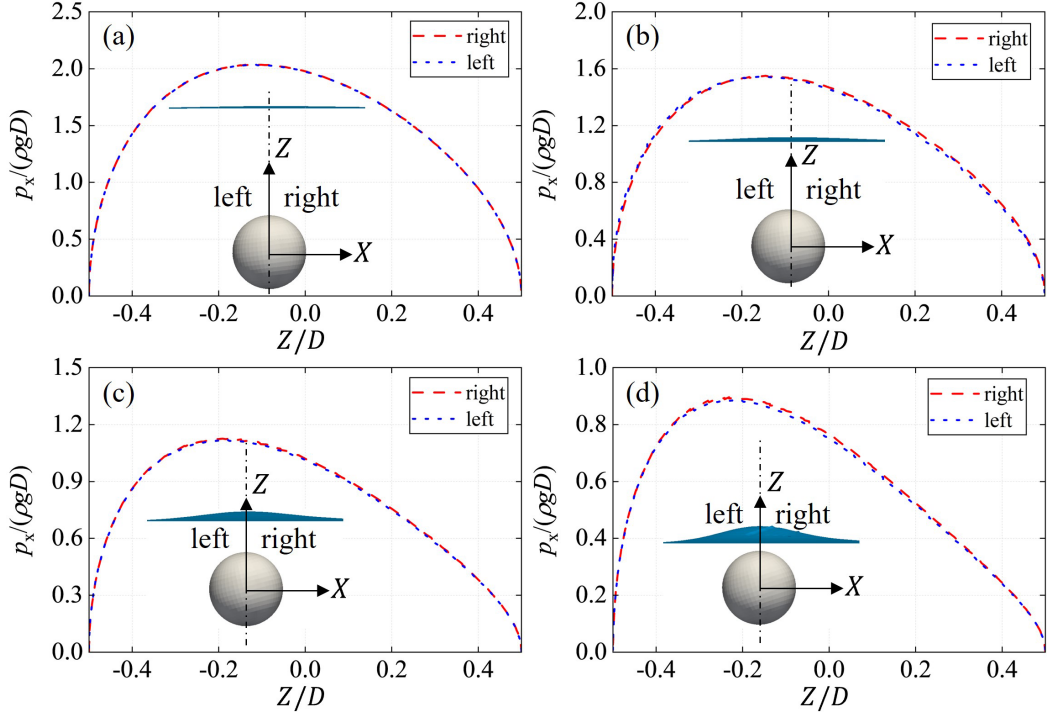 (a)
right
left
2.5
2.0
1.5
1.0
0.5
0.0
pₓ/(ρgD)
Z
left right
X
-0.4 -0.2 0.0 0.2 0.4
Z/D
(b)
right
left
2.0
1.6
1.2
0.8
0.4
0.0
pₓ/(ρgD)
Z
left right
X
-0.4 -0.2 0.0 0.2 0.4
Z/D
(c)
right
left
1.5
1.2
0.9
0.6
0.3
0.0
pₓ/(ρgD)
Z
left right
X
-0.4 -0.2 0.0 0.2 0.4
Z/D
(d)
right
left
1.0
0.8
0.6
0.4
0.2
0.0
pₓ/(ρgD)
Z
left right
X
-0.4 -0.2 0.0 0.2 0.4
Z/D